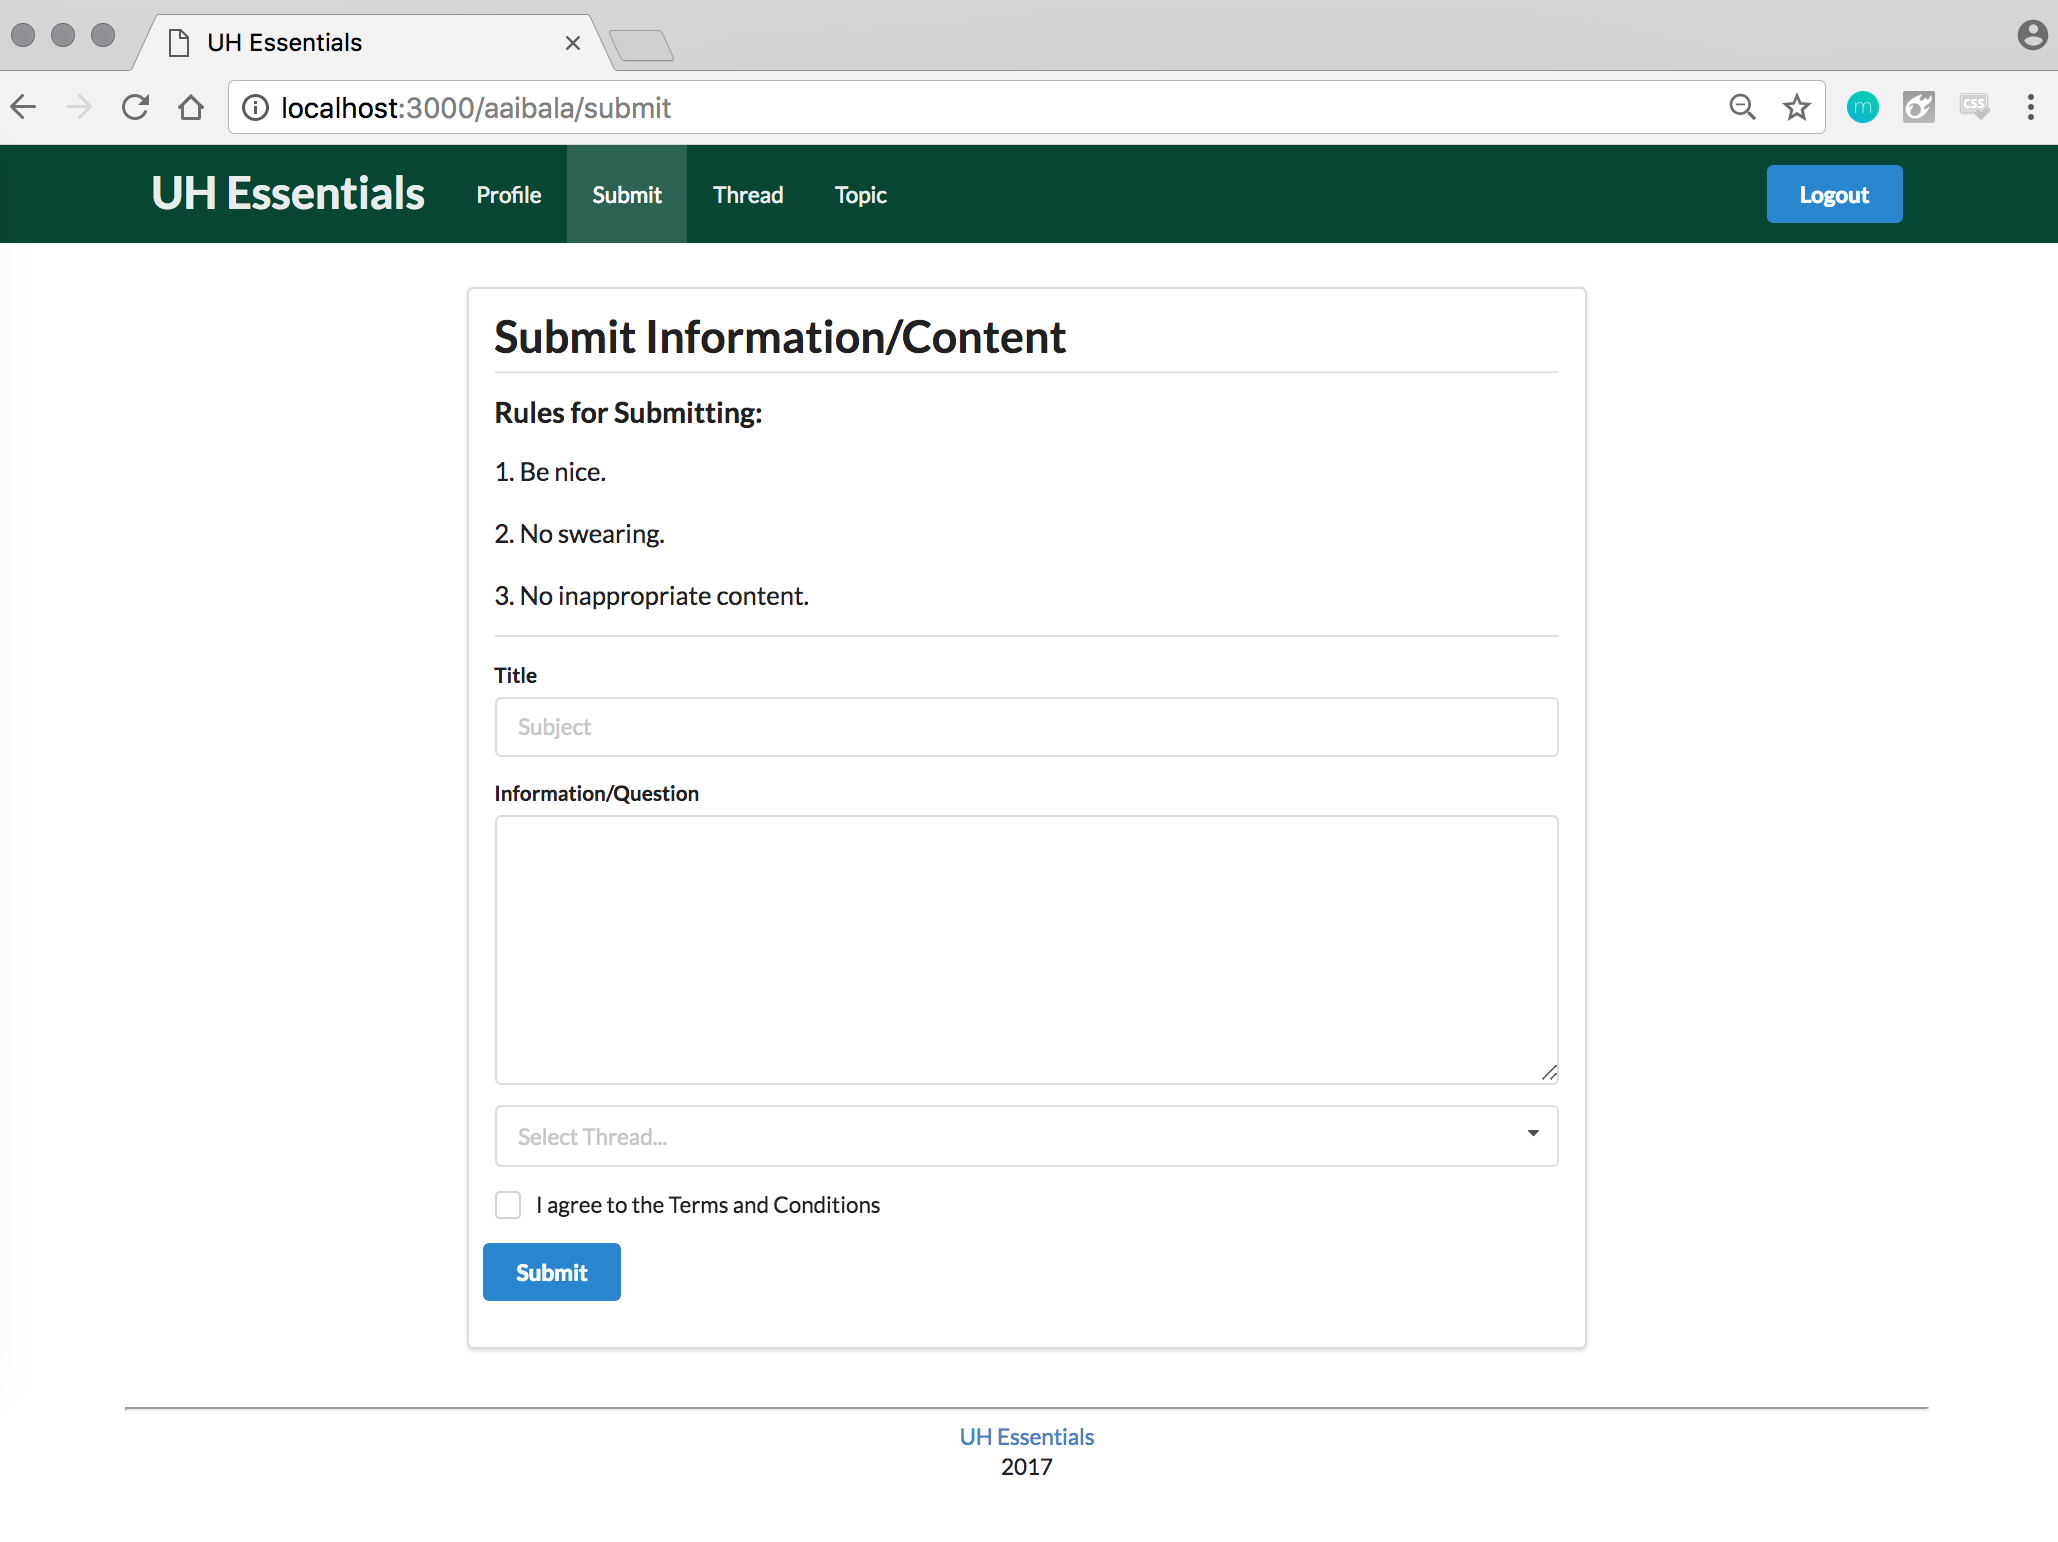 UH Essentials
localhost:3000/aaibala/submit
m
CSS
UH Essentials Profile Submit Thread Topic Logout
Submit Information/Content
Rules for Submitting:
1. Be nice.
2. No swearing.
3. No inappropriate content.
Title
Subject
Information/Question
Select Thread...
I agree to the Terms and Conditions
Submit
UH Essentials
2017